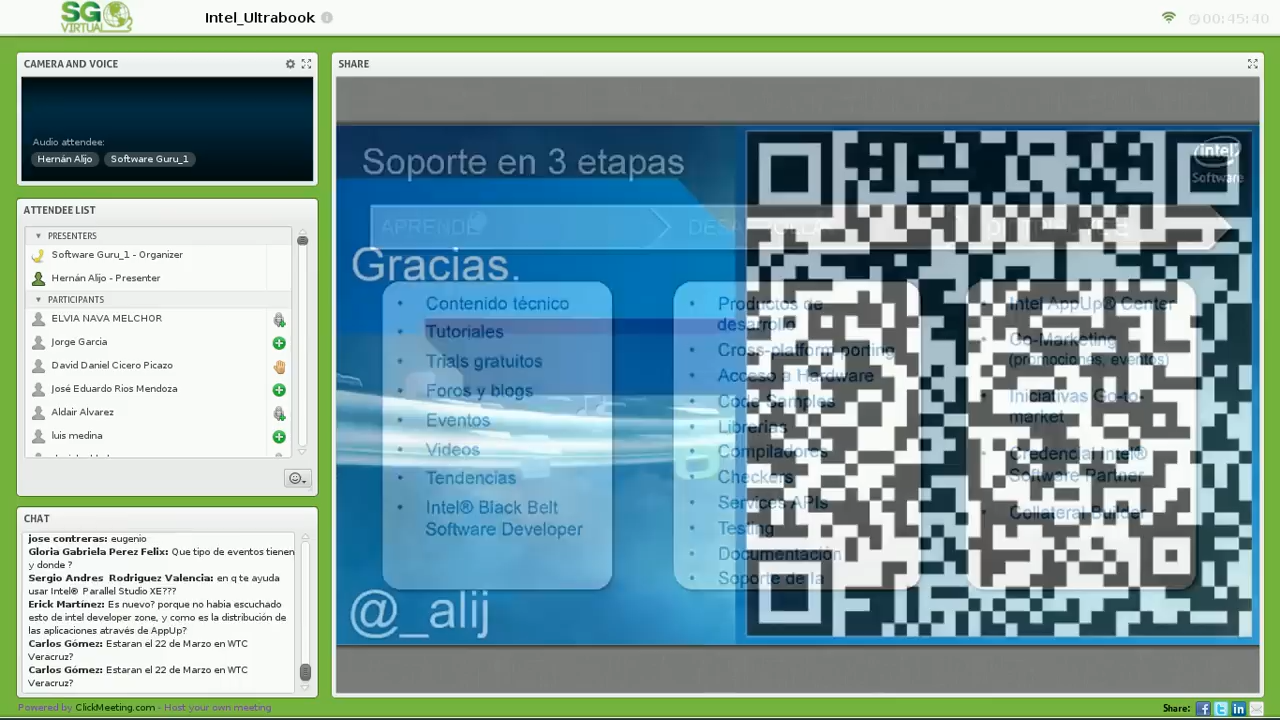 SG
VIRTUAL
Intel_Ultrabook
00:45:40
CAMERA AND VOICE
Audio attendee:
Hernán Alijo
Software Guru_1
ATTENDEE LIST
PRESENTERS
Software Guru_1 - Organizer
Hernán Alijo - Presenter
PARTICIPANTS
ELVIA NAVA MELCHOR
Jorge Garcia
David Daniel Cicero Picazo
José Eduardo Rios Mendoza
Aldair Alvarez
luis medina
CHAT
jose contreras: eugenio
Gloria Gabriela Perez Felix: Que tipo de eventos tienen
y donde ?
Sergio Andres Rodriguez Valencia: en q te ayuda
usar Intel® Parallel Studio XE???
Erick Martínez: Es nuevo? porque no habia escuchado
esto de intel developer zone, y como es la distribución de
las aplicaciones através de AppUp?
Carlos Gómez: Estaran el 22 de Marzo en WTC
Veracruz?
Carlos Gómez: Estaran el 22 de Marzo en WTC
Veracruz?
SHARE
Soporte en 3 etapas
intel
Software
APRENDE
Gracias.
Contenido técnico
Tutoriales
Trials gratuitos
Foros y blogs
Eventos
Videos
Tendencias
Intel® Black Belt
Software Developer
Productos de
desarrollo
Cross-platform porting
Acceso a Hardware
Code Samples
Librerías
Compiladores
Checkers
Services APIs
Testing
Documentación
Soporte de la
Intel AppUp® Center
Co-Marketing
(promociones, eventos)
Iniciativas Go-to-
market
Credencial Intel®
Software Partner
Collateral Builder
@_alij
Powered by ClickMeeting.com - Host your own meeting
Share: